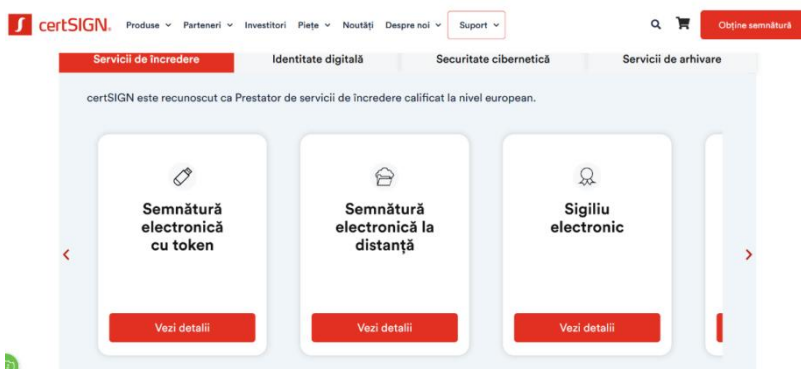 certSIGN.
Produse Parteneri Investitori Piețe Noutăți Despre noi Suport Obține semnătură
Servicii de încredere Identitate digitală Securitate cibernetică Servicii de arhivare
certSIGN este recunoscut ca Prestator de servicii de încredere calificat la nivel european.
Semnătură
electronică
cu token
Vezi detalii
Semnătură
electronică la
distanță
Vezi detalii
Sigiliu
electronic
Vezi detalii